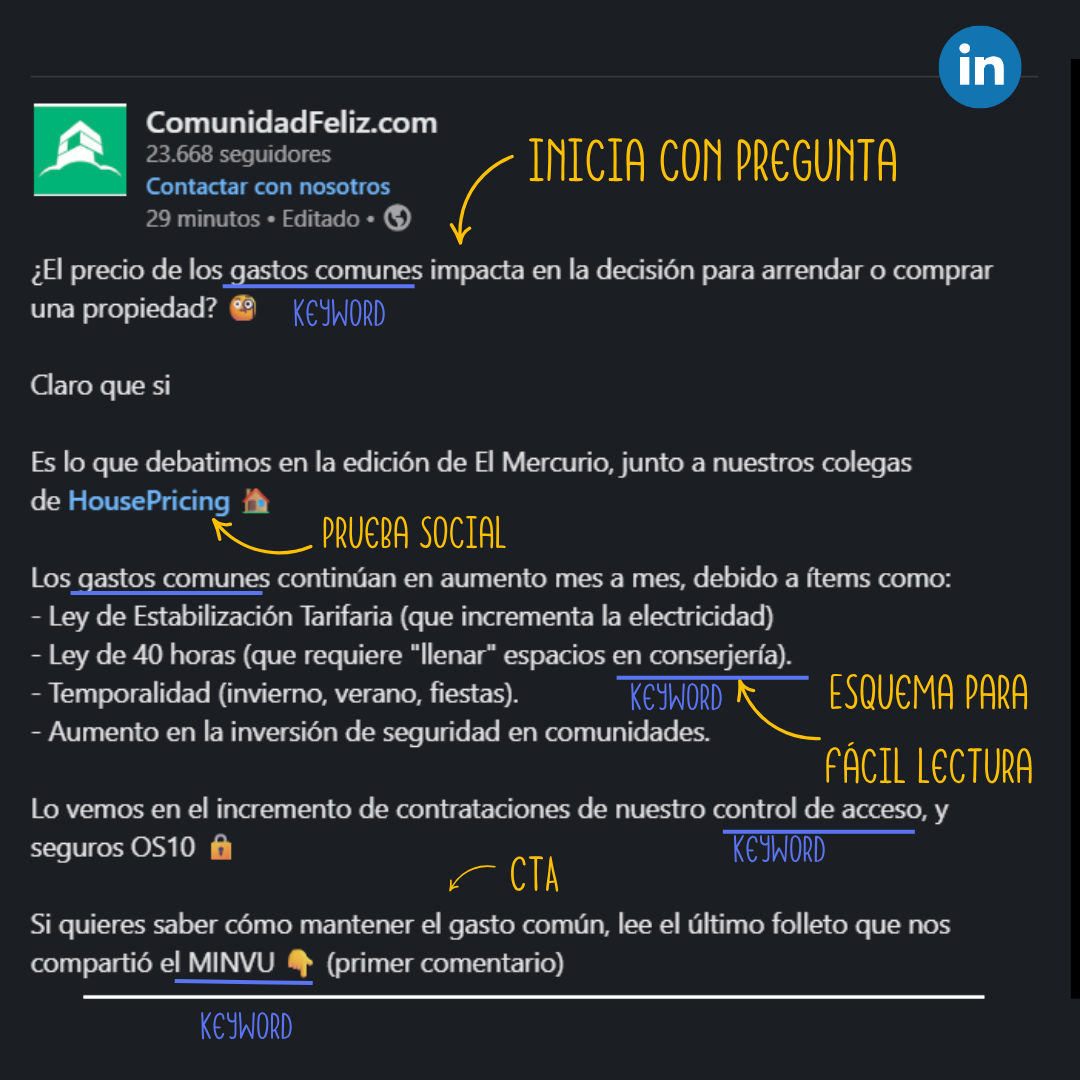 in
ComunidadFeliz.com
23.668 seguidores
Contactar con nosotros
29 minutos • Editado •
INICIA CON PREGUNTA
¿El precio de los gastos comunes impacta en la decisión para arrendar o comprar
una propiedad? 🧐
KEYWORD
Claro que si
Es lo que debatimos en la edición de El Mercurio, junto a nuestros colegas
de HousePricing 🏠
PRUEBA SOCIAL
Los gastos comunes continúan en aumento mes a mes, debido a ítems como:
- Ley de Estabilización Tarifaria (que incrementa la electricidad)
- Ley de 40 horas (que requiere "llenar" espacios en conserjería).
- Temporalidad (invierno, verano, fiestas).
KEYWORD
ESQUEMA PARA
FÁCIL LECTURA
- Aumento en la inversión de seguridad en comunidades.
Lo vemos en el incremento de contrataciones de nuestro control de acceso, y
seguros OS10 🔒
KEYWORD
CTA
Si quieres saber cómo mantener el gasto común, lee el último folleto que nos
compartió el MINVU 👇 (primer comentario)
KEYWORD